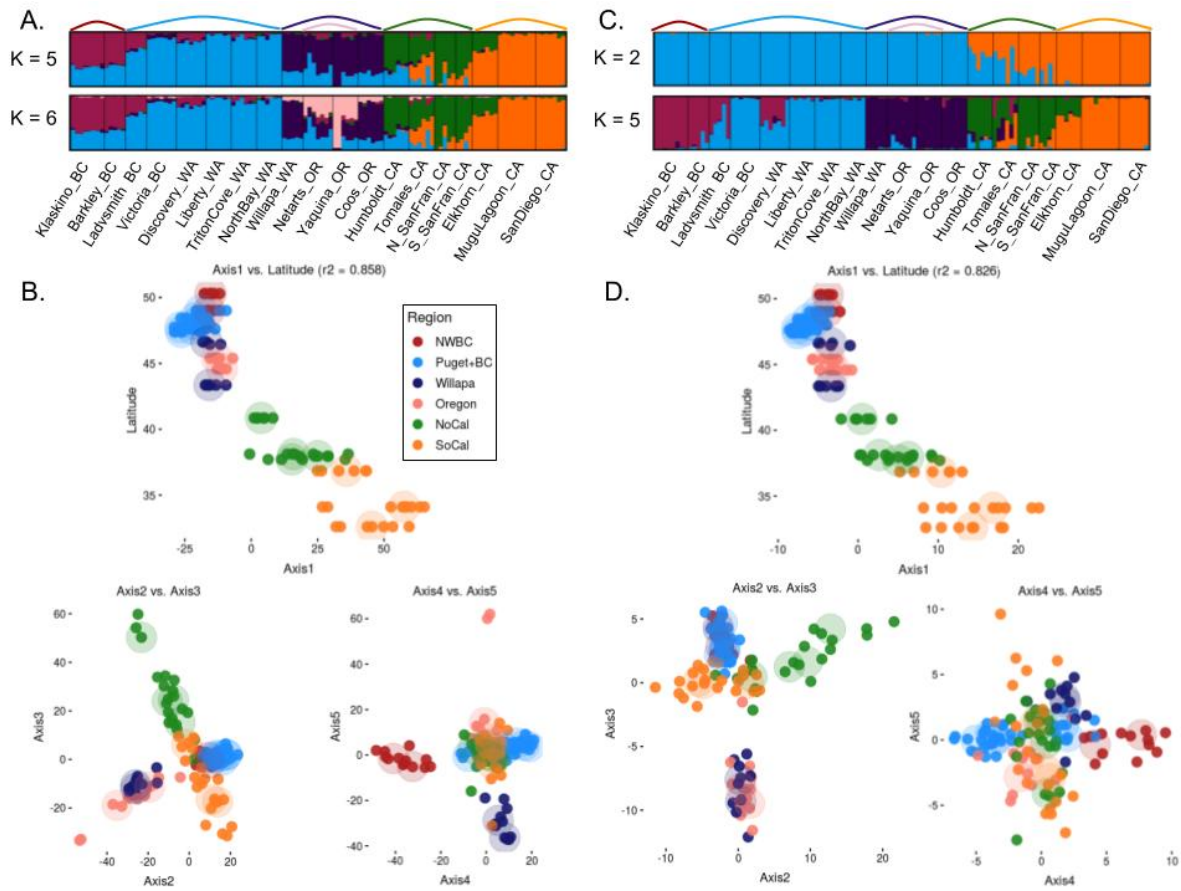 A.
K = 5
K = 6
Klaskino_BC
Barkley_BC
Ladysmith_BC
Victoria_BC
Discovery_WA
Liberty_WA
TritonCove_WA
NorthBay_WA
Willapa_WA
Netarts_OR
Yaquina_OR
Coos_OR
Humboldt_CA
Tomales_CA
N_SanFran_CA
S_SanFran_CA
Elkhorn_CA
MuguLagoon_CA
SanDiego_CA
C.
K = 2
K = 5
Klaskino_BC
Barkley_BC
Ladysmith_BC
Victoria_BC
Discovery_WA
Liberty_WA
TritonCove_WA
NorthBay_WA
Willapa_WA
Netarts_OR
Yaquina_OR
Coos_OR
Humboldt_CA
Tomales_CA
N_SanFran_CA
S_SanFran_CA
Elkhorn_CA
MuguLagoon_CA
SanDiego_CA
B.
Axis1 vs. Latitude (r2 = 0.858)
Latitude
50
45
40
35
-25
0
25
50
Axis1
Region
NWBC
Puget+BC
Willapa
Oregon
NoCal
SoCal
Axis2 vs. Axis3
Axis3
60
40
20
0
-20
-40
-20
0
20
Axis2
Axis4 vs. Axis5
Axis5
60
40
20
0
-20
-40
-40
-20
0
20
Axis4
D.
Axis1 vs. Latitude (r2 = 0.826)
Latitude
50
45
40
35
-10
0
10
20
Axis1
Axis2 vs. Axis3
Axis3
5
0
-5
-10
-10
0
10
20
Axis2
Axis4 vs. Axis5
Axis5
10
5
0
-5
-5
0
5
10
Axis4